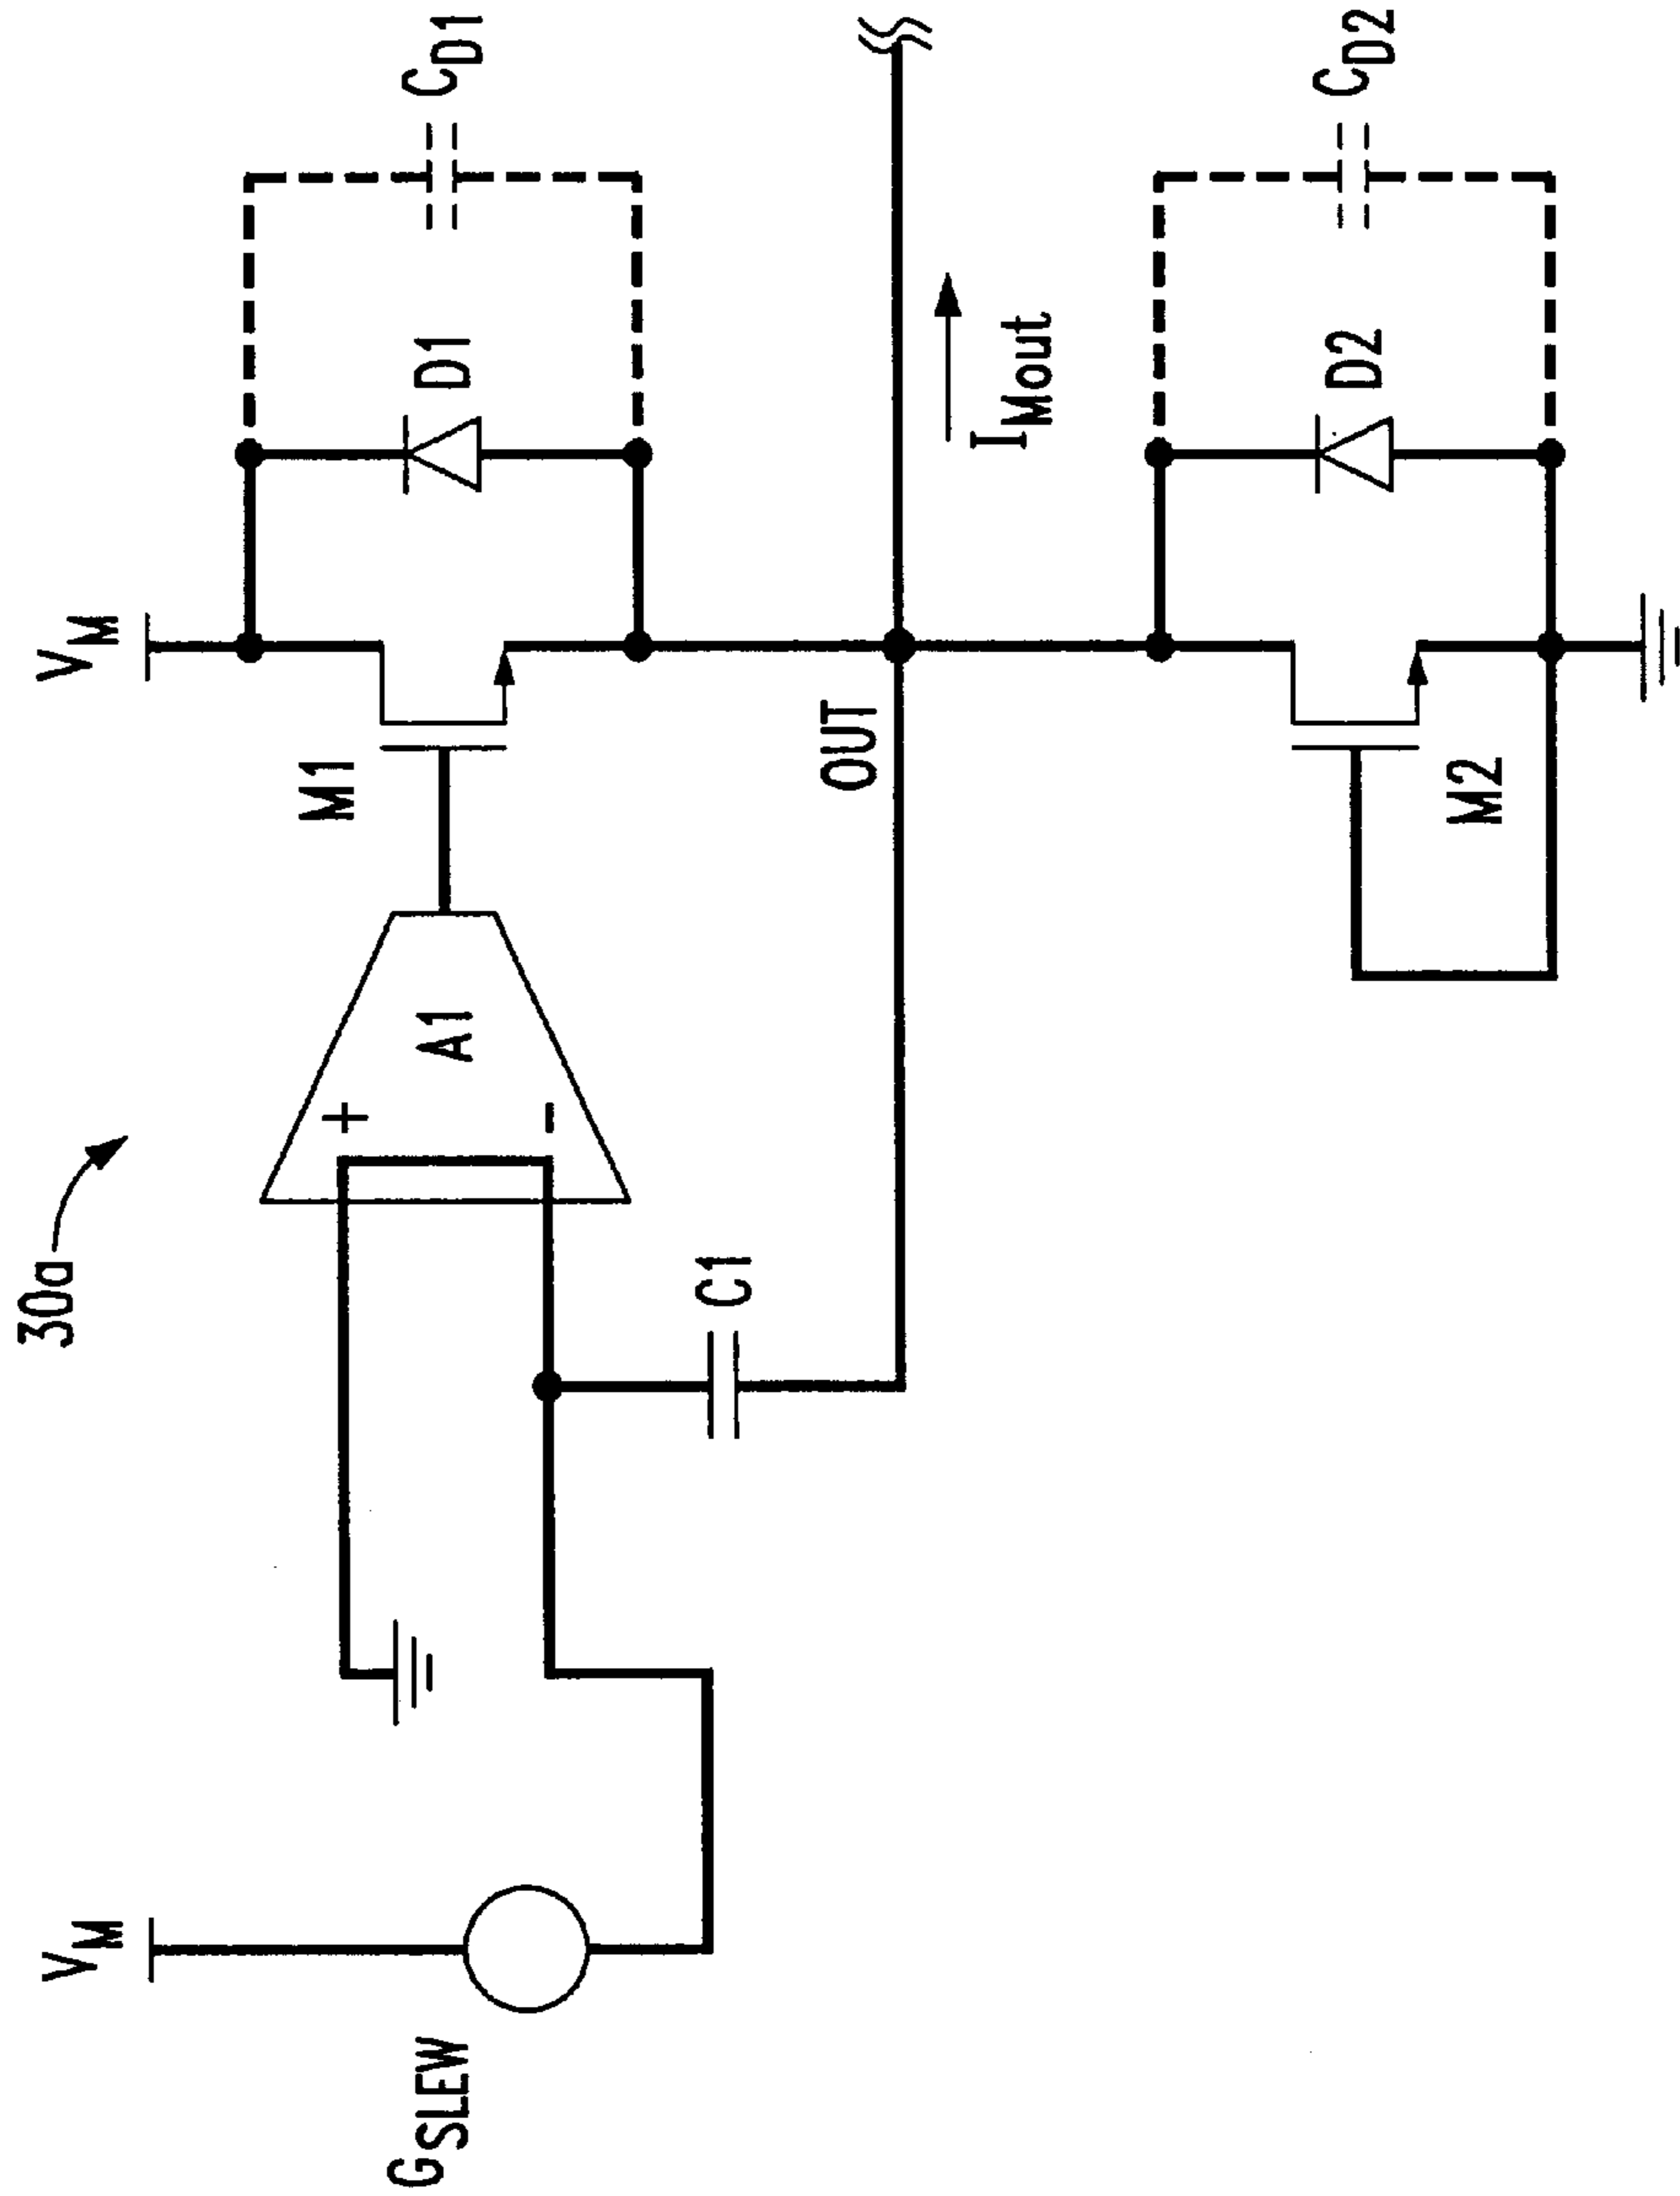 30a
V_M
G_SLEW
V_M
+
-
A1
C1
M1
D1
C_D1
OUT
I_Mout
M2
D2
C_D2